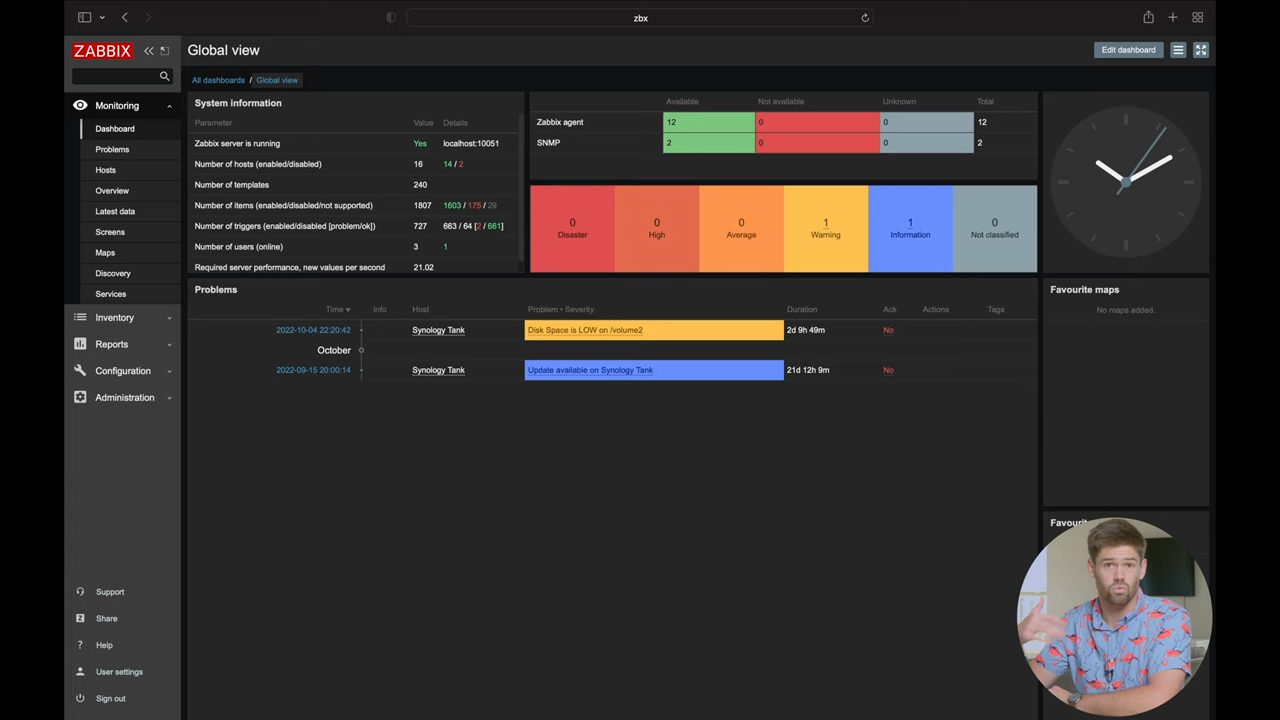 zbx
ZABBIX
Global view
Edit dashboard
All dashboards / Global view
Monitoring
Dashboard
Problems
Hosts
Overview
Latest data
Screens
Maps
Discovery
Services
Inventory
Reports
Configuration
Administration
Support
Share
Help
User settings
Sign out
System information
Parameter Value Details
Zabbix server is running Yes localhost:10051
Number of hosts (enabled/disabled) 16 14 / 2
Number of templates 240
Number of items (enabled/disabled/not supported) 1807 1603 / 175 / 29
Number of triggers (enabled/disabled [problem/ok]) 727 663 / 64 [2 / 661]
Number of users (online) 3 1
Required server performance, new values per second 21.02
Available Not available Unknown Total
Zabbix agent 12 0 0 12
SNMP 2 0 0 2
0 0 0 1 1 0
Disaster High Average Warning Information Not classified
Problems
Time Info Host Problem • Severity Duration Ack Actions Tags
2022-10-04 22:20:42 Synology Tank Disk Space is LOW on /volume2 2d 9h 49m No
October
2022-09-15 20:00:14 Synology Tank Update available on Synology Tank 21d 12h 9m No
Favourite maps
No maps added.
Favouri